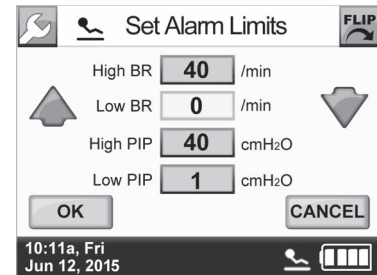 Set Alarm Limits
FLIP
High BR 40 /min
Low BR 0 /min
High PIP 40 cmH2O
Low PIP 1 cmH2O
OK
CANCEL
10:11a, Fri
Jun 12, 2015